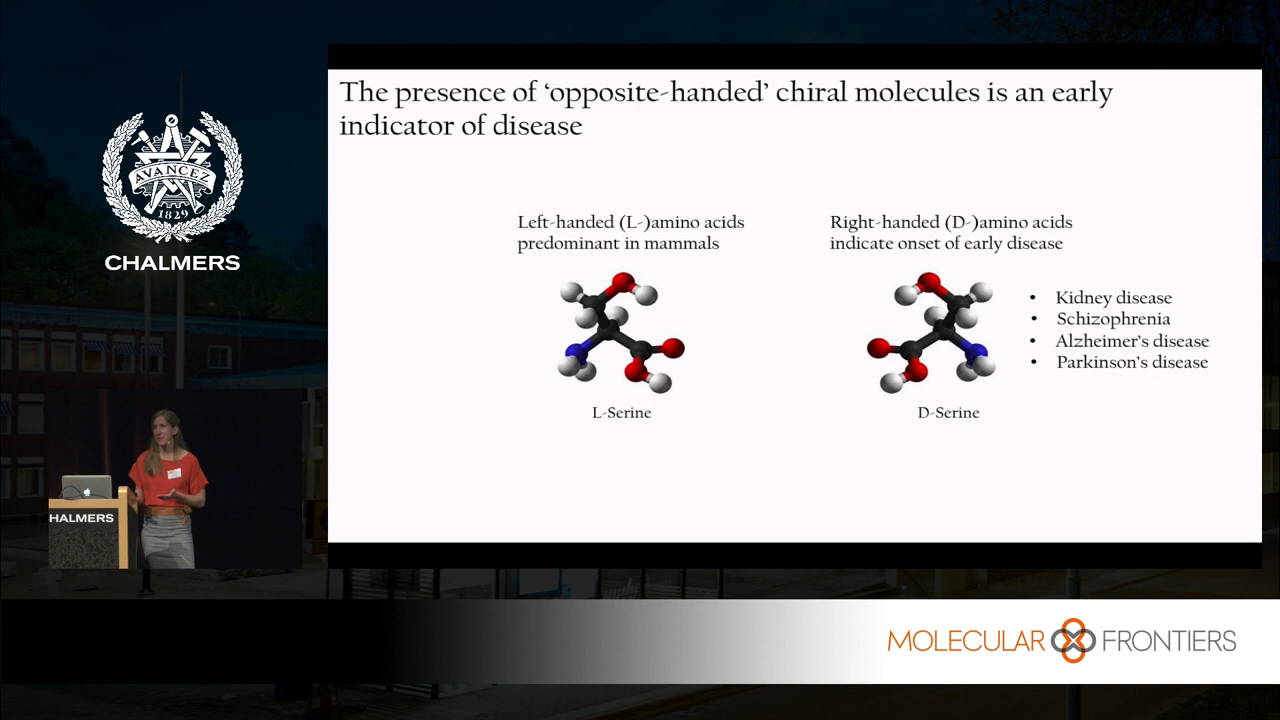 The presence of ‘opposite-handed’ chiral molecules is an early
indicator of disease
AVANCEZ
1829
CHALMERS
Left-handed (L-)amino acids
predominant in mammals
Right-handed (D-)amino acids
indicate onset of early disease
• Kidney disease
• Schizophrenia
• Alzheimer’s disease
• Parkinson’s disease
L-Serine
D-Serine
HALMERS
MOLECULAR FRONTIERS